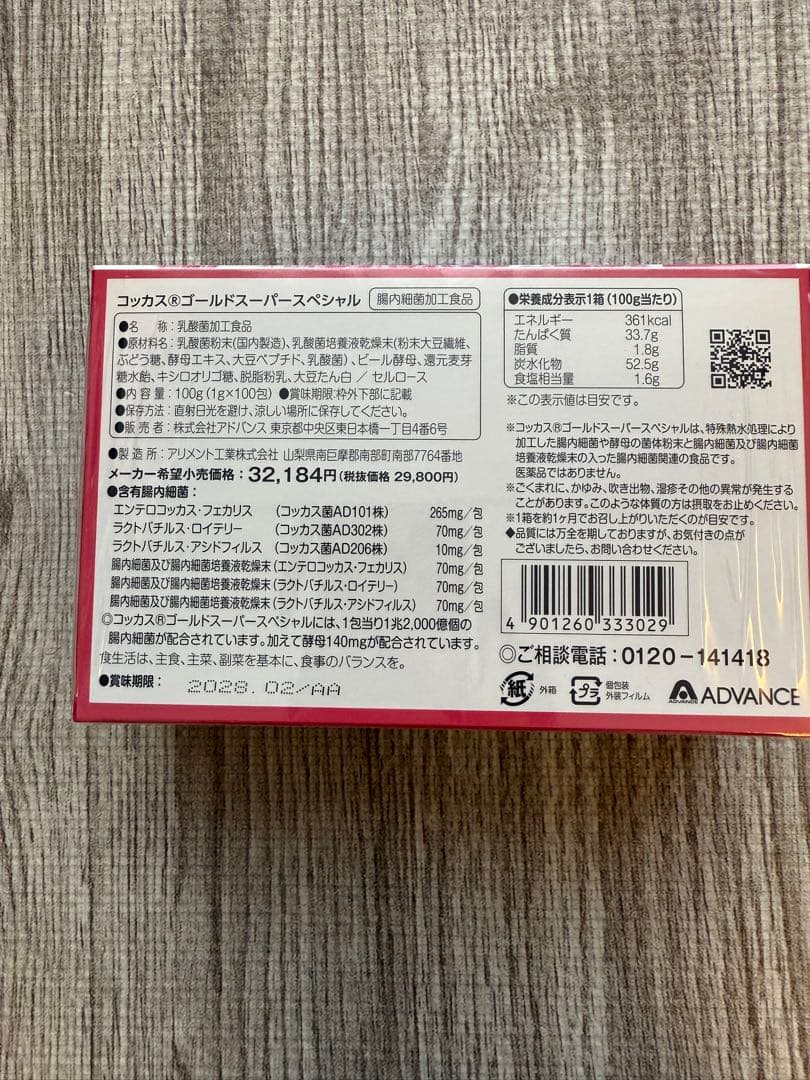 コッカス®ゴールドスーパースペシャル 腸内細菌加工食品
●名　　称：乳酸菌加工食品
●原材料名：乳酸菌粉末(国内製造)、乳酸菌培養液乾燥末(粉末大豆繊維、
ぶどう糖、酵母エキス、大豆ペプチド、乳酸菌)、ビール酵母、還元麦芽
糖水飴、キシロオリゴ糖、脱脂粉乳、大豆たん白 ／ セルロース
●内 容 量：100g(1g×100包) ●賞味期限:枠外下部に記載
●保存方法：直射日光を避け、涼しい場所に保存してください。
●販 売 者：株式会社アドバンス 東京都中央区東日本橋一丁目4番6号
●製 造 所：アリメント工業株式会社 山梨県南巨摩郡南部町南部7764番地
メーカー希望小売価格：32,184円(税抜価格 29,800円)
●含有腸内細菌：
エンテロコッカス・フェカリス (コッカス菌AD101株) 265mg／包
ラクトバチルス・ロイテリー (コッカス菌AD302株) 70mg／包
ラクトバチルス・アシドフィルス (コッカス菌AD206株) 10mg／包
腸内細菌及び腸内細菌培養液乾燥末(エンテロコッカス・フェカリス) 70mg／包
腸内細菌及び腸内細菌培養液乾燥末(ラクトバチルス・ロイテリー) 70mg／包
腸内細菌及び腸内細菌培養液乾燥末(ラクトバチルス・アシドフィルス) 70mg／包
◎コッカス®ゴールドスーパースペシャルには、1包当り1兆2,000億個の
腸内細菌が配合されています。加えて酵母140mgが配合されています。
食生活は、主食、主菜、副菜を基本に、食事のバランスを。
●賞味期限： 2028.02/AA
●栄養成分表示1箱(100g当たり)
エネルギー 361kcal
たんぱく質 33.7g
脂質 1.8g
炭水化物 52.5g
食塩相当量 1.6g
※この表示値は目安です。
※コッカス®ゴールドスーパースペシャルは、特殊熱水処理により
加工した腸内細菌や酵母の菌体粉末と腸内細菌及び腸内細菌
培養液乾燥末の入った腸内細菌関連の食品です。
医薬品ではありません。
※ごくまれに、かゆみ、吹き出物、湿疹その他の異常が発生する
ことがあります。このような体質の方は摂取をお止めください。
※1箱を約1ヶ月でお召し上がりいただくのが目安です。
◆品質には万全を期しておりますが、お気付きの点が
ございましたら、お問い合わせください。
4 901260 333029
◎ご相談電話：0120-141418
紙 外箱 プラ 個包装
外装フィルム
ADVANCE ADVANCE